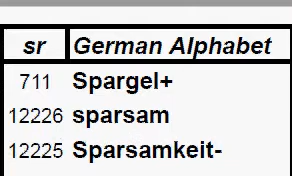 sr German Alphabet
711 Spargel+
12226 sparsam
12225 Sparsamkeit-